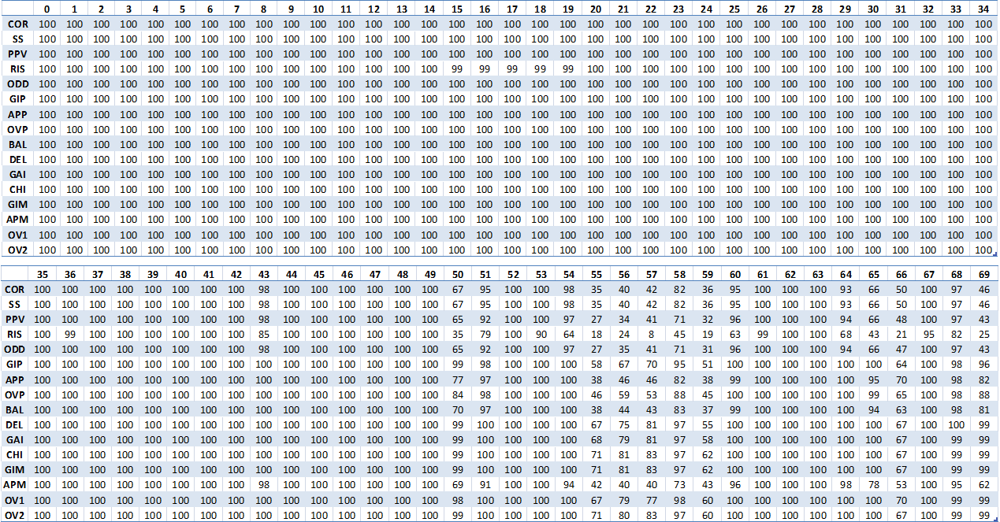 0 1 2 3 4 5 6 7 8 9 10 11 12 13 14 15 16 17 18 19 20 21 22 23 24 25 26 27 28 29 30 31 32 33 34
COR 100 100 100 100 100 100 100 100 100 100 100 100 100 100 100 100 100 100 100 100 100 100 100 100 100 100 100 100 100 100 100 100 100 100 100
SS 100 100 100 100 100 100 100 100 100 100 100 100 100 100 100 100 100 100 100 100 100 100 100 100 100 100 100 100 100 100 100 100 100 100 100
PPV 100 100 100 100 100 100 100 100 100 100 100 100 100 100 100 100 100 100 100 100 100 100 100 100 100 100 100 100 100 100 100 100 100 100 100
RIS 100 100 100 100 100 100 100 100 100 100 100 100 100 100 100 99 99 99 99 99 100 100 100 100 100 100 100 100 100 100 100 100 100 100 100
ODD 100 100 100 100 100 100 100 100 100 100 100 100 100 100 100 100 100 100 100 100 100 100 100 100 100 100 100 100 100 100 100 100 100 100 100
GIP 100 100 100 100 100 100 100 100 100 100 100 100 100 100 100 100 100 100 100 100 100 100 100 100 100 100 100 100 100 100 100 100 100 100 100
APP 100 100 100 100 100 100 100 100 100 100 100 100 100 100 100 100 100 100 100 100 100 100 100 100 100 100 100 100 100 100 100 100 100 100 100
OVP 100 100 100 100 100 100 100 100 100 100 100 100 100 100 100 100 100 100 100 100 100 100 100 100 100 100 100 100 100 100 100 100 100 100 100
BAL 100 100 100 100 100 100 100 100 100 100 100 100 100 100 100 100 100 100 100 100 100 100 100 100 100 100 100 100 100 100 100 100 100 100 100
DEL 100 100 100 100 100 100 100 100 100 100 100 100 100 100 100 100 100 100 100 100 100 100 100 100 100 100 100 100 100 100 100 100 100 100 100
GAI 100 100 100 100 100 100 100 100 100 100 100 100 100 100 100 100 100 100 100 100 100 100 100 100 100 100 100 100 100 100 100 100 100 100 100
CHI 100 100 100 100 100 100 100 100 100 100 100 100 100 100 100 100 100 100 100 100 100 100 100 100 100 100 100 100 100 100 100 100 100 100 100
GIM 100 100 100 100 100 100 100 100 100 100 100 100 100 100 100 100 100 100 100 100 100 100 100 100 100 100 100 100 100 100 100 100 100 100 100
APM 100 100 100 100 100 100 100 100 100 100 100 100 100 100 100 100 100 100 100 100 100 100 100 100 100 100 100 100 100 100 100 100 100 100 100
OV1 100 100 100 100 100 100 100 100 100 100 100 100 100 100 100 100 100 100 100 100 100 100 100 100 100 100 100 100 100 100 100 100 100 100 100
OV2 100 100 100 100 100 100 100 100 100 100 100 100 100 100 100 100 100 100 100 100 100 100 100 100 100 100 100 100 100 100 100 100 100 100 100
35 36 37 38 39 40 41 42 43 44 45 46 47 48 49 50 51 52 53 54 55 56 57 58 59 60 61 62 63 64 65 66 67 68 69
COR 100 100 100 100 100 100 100 100 98 100 100 100 100 100 100 67 95 100 100 98 35 40 42 82 36 95 100 100 100 93 66 50 100 97 46
SS 100 100 100 100 100 100 100 100 98 100 100 100 100 100 100 67 95 100 100 98 35 40 42 82 36 95 100 100 100 93 66 50 100 97 46
PPV 100 100 100 100 100 100 100 100 98 100 100 100 100 100 100 65 92 100 100 97 27 34 41 71 32 96 100 100 100 94 66 48 100 97 43
RIS 100 99 100 100 100 100 100 100 85 100 100 100 100 100 100 35 79 100 90 64 18 24 8 45 19 63 99 100 100 68 43 21 95 82 25
ODD 100 100 100 100 100 100 100 100 98 100 100 100 100 100 100 65 92 100 100 97 27 35 41 71 31 96 100 100 100 94 66 47 100 97 43
GIP 100 100 100 100 100 100 100 100 100 100 100 100 100 100 100 99 98 100 100 100 58 67 70 95 51 100 100 100 100 100 100 64 100 98 96
APP 100 100 100 100 100 100 100 100 100 100 100 100 100 100 100 77 97 100 100 100 38 46 46 82 38 99 100 100 100 100 95 70 100 98 82
OVP 100 100 100 100 100 100 100 100 100 100 100 100 100 100 100 84 98 100 100 100 46 59 53 88 45 100 100 100 100 100 99 65 100 98 88
BAL 100 100 100 100 100 100 100 100 100 100 100 100 100 100 100 70 97 100 100 100 38 44 43 83 37 99 100 100 100 100 94 63 100 98 81
DEL 100 100 100 100 100 100 100 100 100 100 100 100 100 100 100 99 100 100 100 100 67 75 81 97 55 100 100 100 100 100 100 67 100 100 99
GAI 100 100 100 100 100 100 100 100 100 100 100 100 100 100 100 99 100 100 100 100 68 79 81 97 58 100 100 100 100 100 100 67 100 99 99
CHI 100 100 100 100 100 100 100 100 100 100 100 100 100 100 100 99 100 100 100 100 71 81 83 97 62 100 100 100 100 100 100 67 100 99 99
GIM 100 100 100 100 100 100 100 100 100 100 100 100 100 100 100 99 100 100 100 100 71 81 83 97 62 100 100 100 100 100 100 67 100 99 99
APM 100 100 100 100 100 100 100 100 98 100 100 100 100 100 100 69 91 100 100 94 42 40 40 73 43 96 100 100 100 98 78 53 100 95 62
OV1 100 100 100 100 100 100 100 100 100 100 100 100 100 100 100 98 100 100 100 100 67 79 77 98 60 100 100 100 100 100 100 70 100 99 99
OV2 100 100 100 100 100 100 100 100 100 100 100 100 100 100 100 99 100 100 100 100 71 80 83 97 60 100 100 100 100 100 100 67 100 99 99